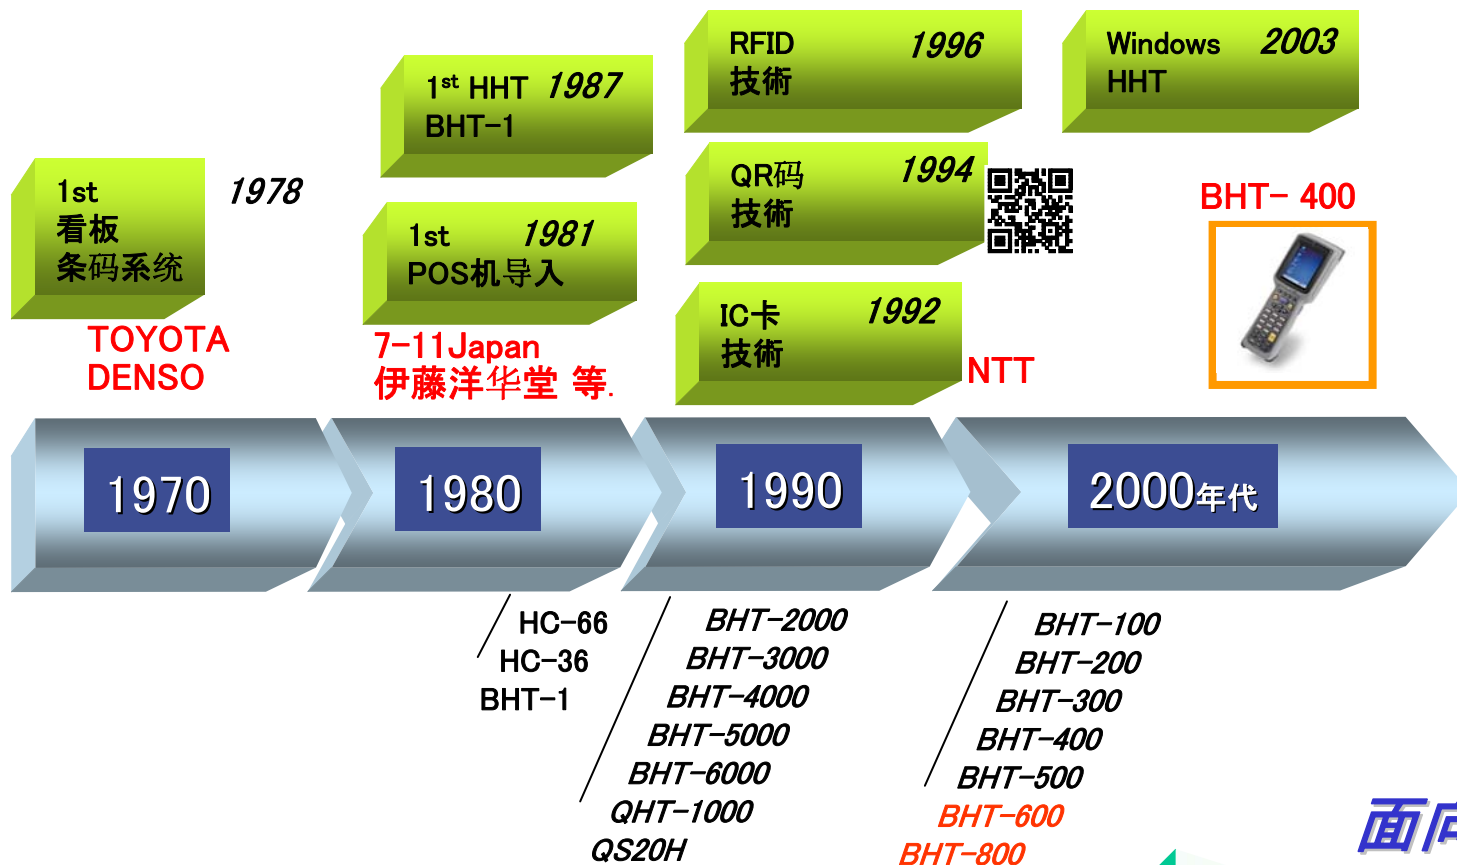 1st
看板
条码系统
1978
TOYOTA
DENSO
1st HHT 1987
BHT-1
1st 1981
POS机导入
7-11Japan
伊藤洋华堂 等.
RFID 1996
技術
QR码 1994
技術
IC卡 1992
技術
NTT
Windows 2003
HHT
BHT- 400
1970
1980
1990
2000年代
HC-66
HC-36
BHT-1
BHT-2000
BHT-3000
BHT-4000
BHT-5000
BHT-6000
QHT-1000
QS20H
BHT-100
BHT-200
BHT-300
BHT-400
BHT-500
BHT-600
BHT-800
面向